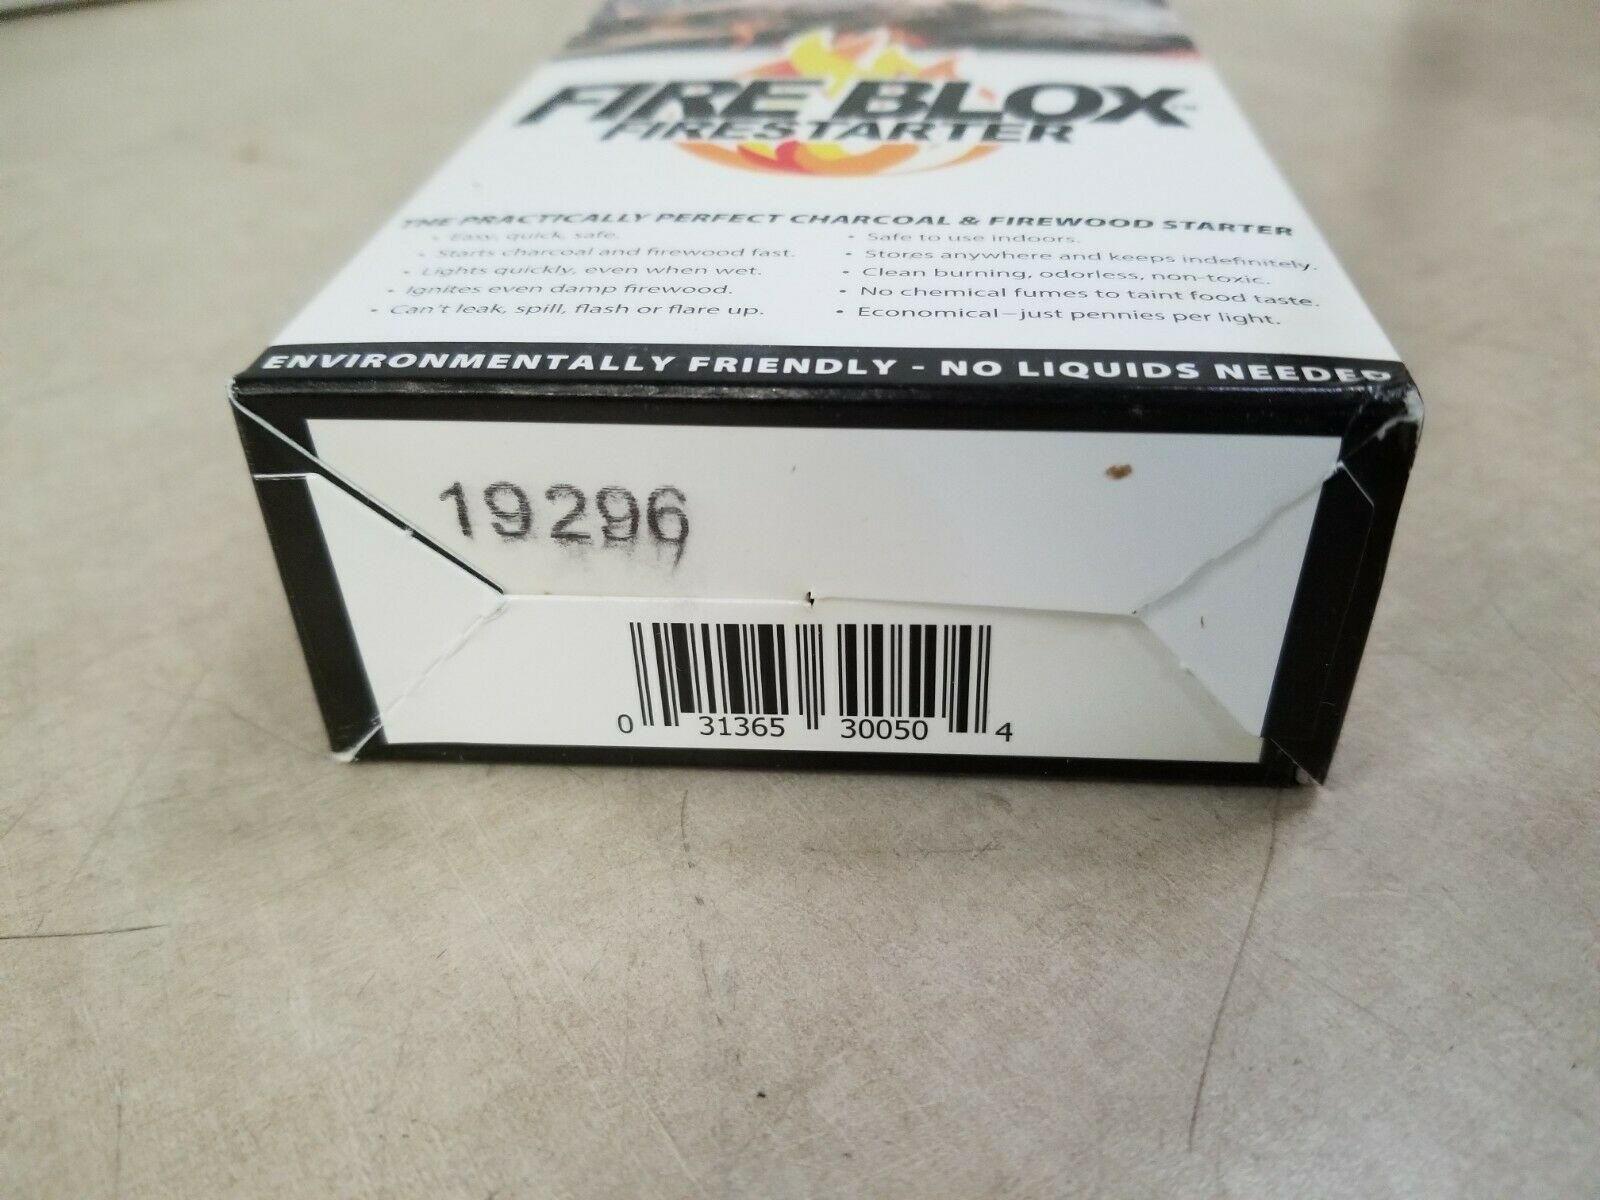 FIRE BLOX™
FIRESTARTER
THE PRACTICALLY PERFECT CHARCOAL & FIREWOOD STARTER
• Easy, quick, safe.
• Starts charcoal and firewood fast.
• Lights quickly, even when wet.
• Ignites even damp firewood.
• Can't leak, spill, flash or flare up.
• Safe to use indoors.
• Stores anywhere and keeps indefinitely.
• Clean burning, odorless, non-toxic.
• No chemical fumes to taint food taste.
• Economical—just pennies per light.
ENVIRONMENTALLY FRIENDLY - NO LIQUIDS NEEDED
19296
0 31365 30050 4